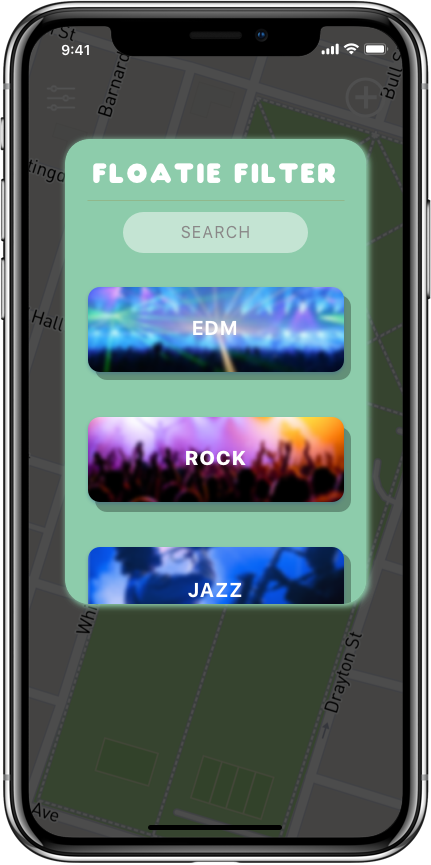 St
9:41
Barnard
Bull S
FLOATIE FILTER
SEARCH
tingo
EDM
Hall
ROCK
JAZZ
Whi
Drayton St
Ave